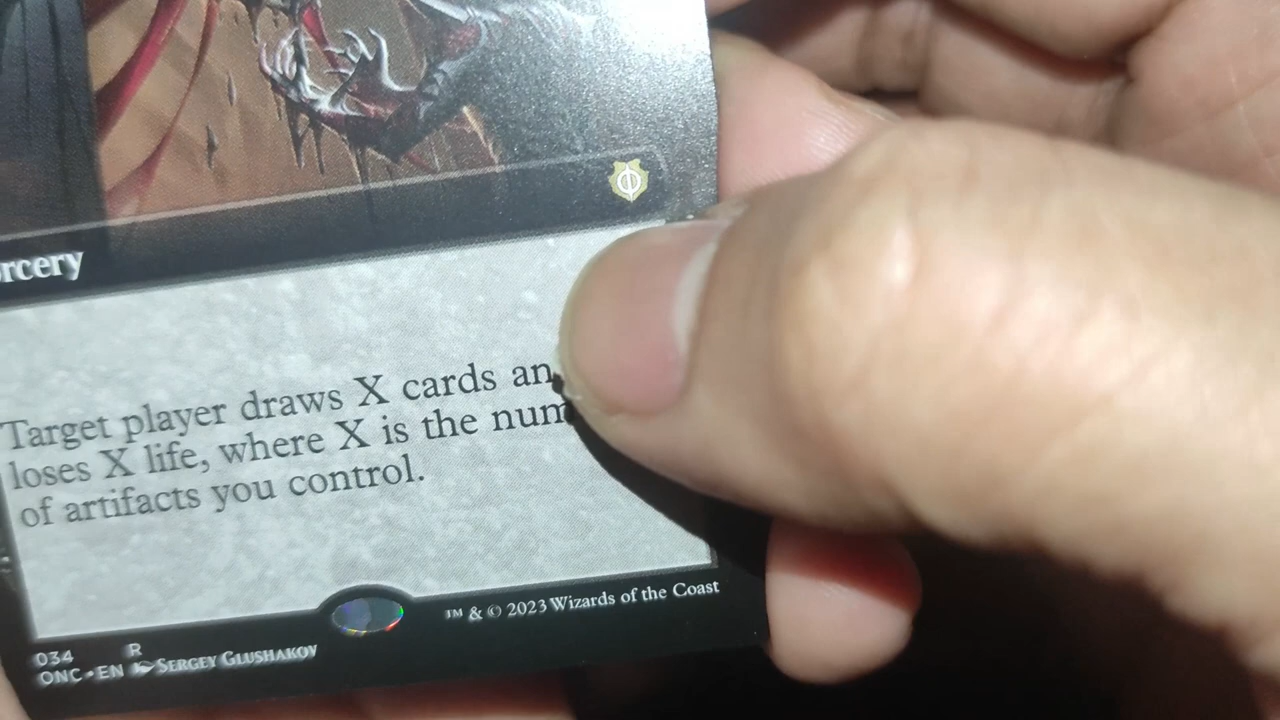 orcery
Target player draws X cards an
loses X life, where X is the num
of artifacts you control.
034 R
ONC • EN Sergey Glushakov
™ & © 2023 Wizards of the Coast